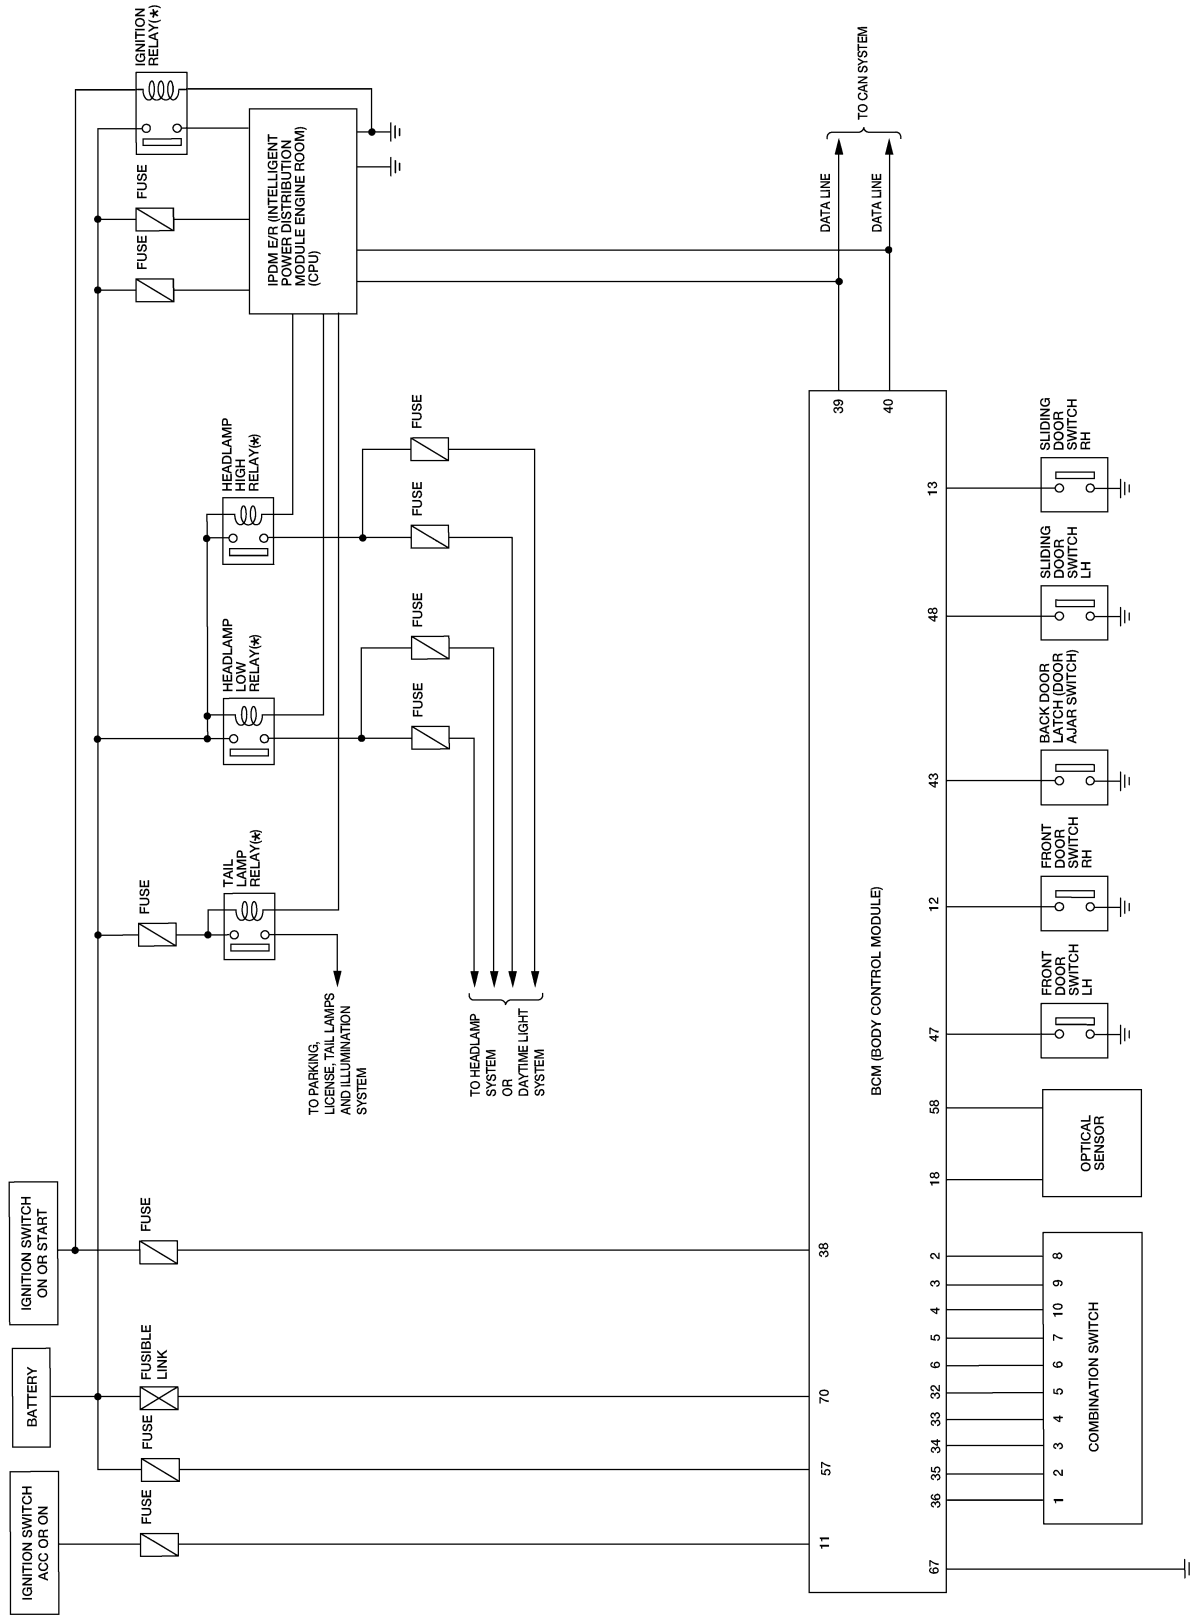 IGNITION SWITCH
ACC OR ON
BATTERY
IGNITION SWITCH
ON OR START
FUSE
FUSE
FUSIBLE
LINK
FUSE
FUSE
FUSE
FUSE
IGNITION
RELAY(*)
TAIL
LAMP
RELAY(*)
HEADLAMP
LOW
RELAY(*)
HEADLAMP
HIGH
RELAY(*)
IPDM E/R (INTELLIGENT
POWER DISTRIBUTION
MODULE ENGINE ROOM)
(CPU)
TO PARKING,
LICENSE, TAIL LAMPS
AND ILLUMINATION
SYSTEM
FUSE
FUSE
FUSE
FUSE
TO HEADLAMP
SYSTEM
OR
DAYTIME LIGHT
SYSTEM
DATA LINE
DATA LINE
TO CAN SYSTEM
11
57
70
38
39
40
BCM (BODY CONTROL MODULE)
67
36
35
34
33
32
6
5
4
3
2
18
58
47
12
43
48
13
1
2
3
4
5
6
7
10
9
8
COMBINATION SWITCH
OPTICAL
SENSOR
FRONT
DOOR
SWITCH
LH
FRONT
DOOR
SWITCH
RH
BACK DOOR
LATCH (DOOR
AJAR SWITCH)
SLIDING
DOOR
SWITCH
LH
SLIDING
DOOR
SWITCH
RH